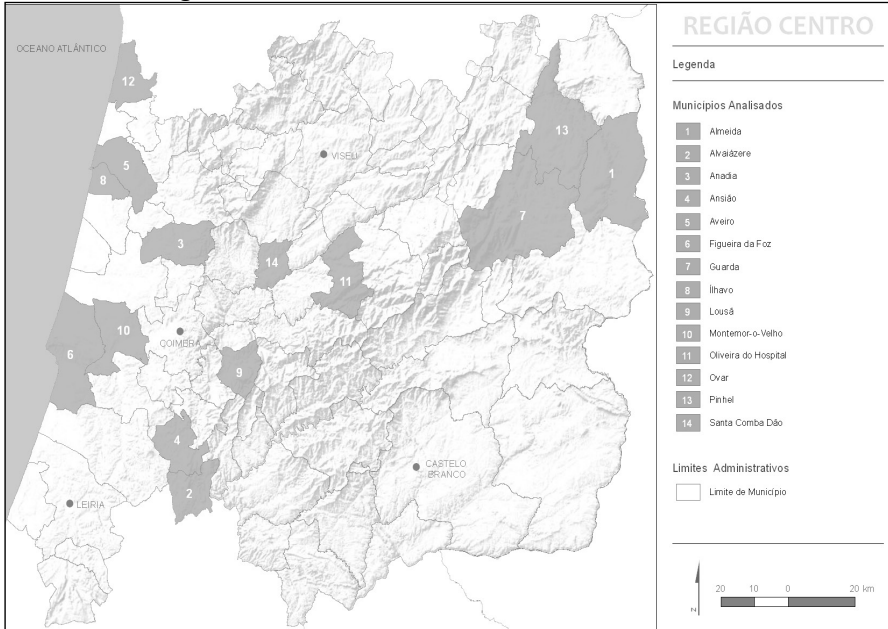 OCEANO ATLÂNTICO
12
VISEU
13
1
5
8
7
3
14
11
10
COIMBRA
6
9
4
CASTELO
BRANCO
2
LEIRIA
REGIÃO CENTRO
Legenda
Municípios Analisados
1 Almeida
2 Alvaiázere
3 Anadia
4 Ansião
5 Aveiro
6 Figueira da Foz
7 Guarda
8 Ílhavo
9 Lousã
10 Montemor-o-Velho
11 Oliveira do Hospital
12 Ovar
13 Pinhel
14 Santa Comba Dão
Limites Administrativos
Limite de Município
N
20 10 0 20 km